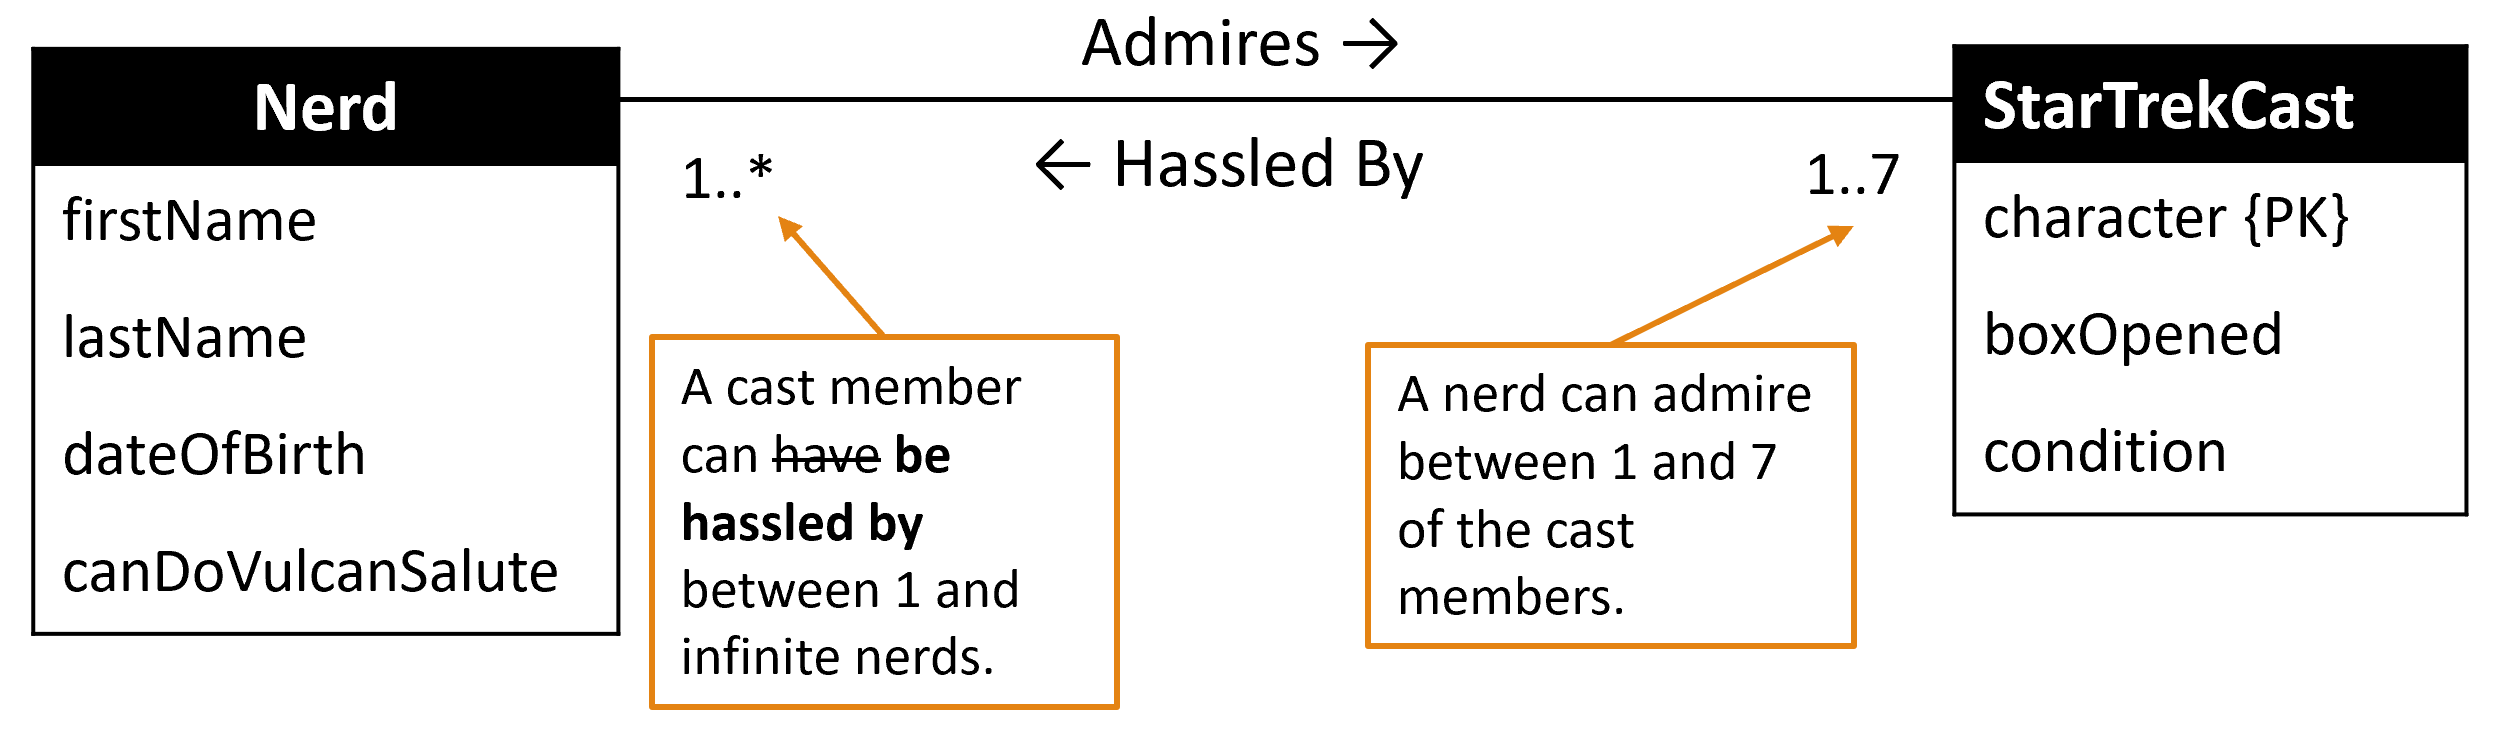 Admires →
Nerd
StarTrekCast
← Hassled By
1..*
1..7
firstName
lastName
dateOfBirth
canDoVulcanSalute
A cast member
can have be
hassled by
between 1 and
infinite nerds.
A nerd can admire
between 1 and 7
of the cast
members.
character {PK}
boxOpened
condition